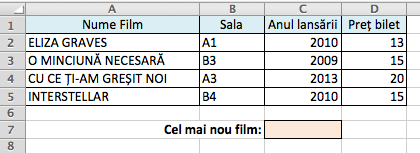 A B C D
1 Nume Film Sala Anul lansării Preț bilet
2 ELIZA GRAVES A1 2010 13
3 O MINCIUNĂ NECESARĂ B3 2009 15
4 CU CE ȚI-AM GREȘIT NOI A3 2013 20
5 INTERSTELLAR B4 2010 15
6
7 Cel mai nou film:
8